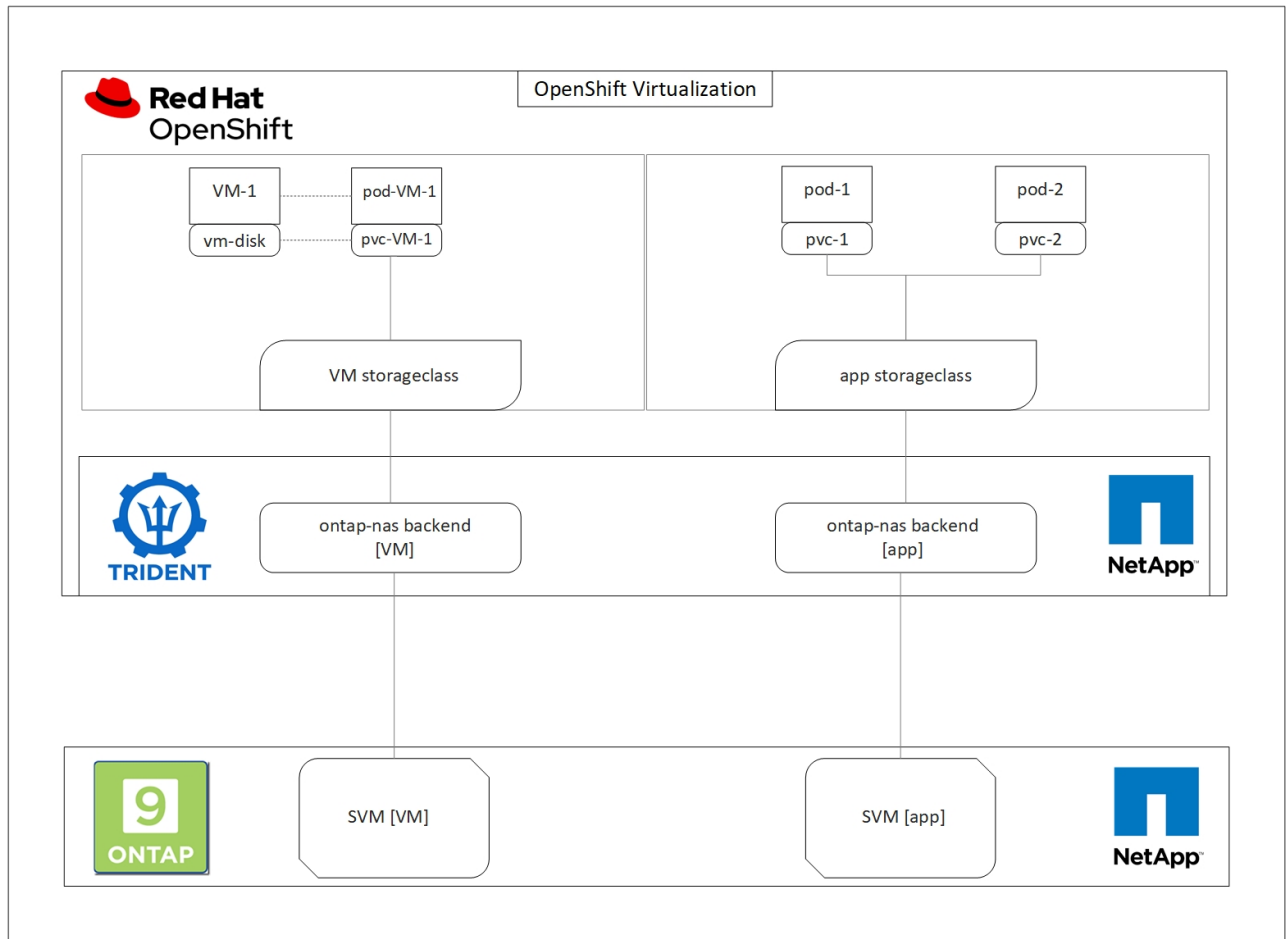 OpenShift Virtualization
Red Hat
OpenShift
VM-1
pod-VM-1
vm-disk
pvc-VM-1
pod-1
pod-2
pvc-1
pvc-2
VM storageclass
app storageclass
TRIDENT
ontap-nas backend
[VM]
ontap-nas backend
[app]
NetApp™
9
ONTAP
SVM [VM]
SVM [app]
NetApp™